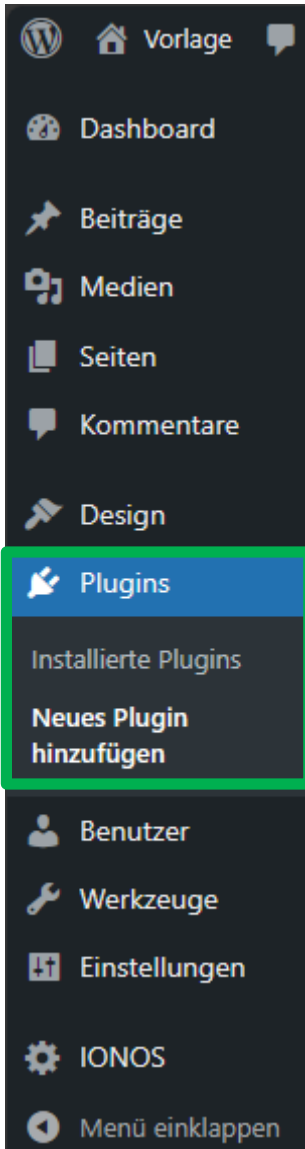 Vorlage
Dashboard
Beiträge
Medien
Seiten
Kommentare
Design
Plugins
Installierte Plugins
Neues Plugin
hinzufügen
Benutzer
Werkzeuge
Einstellungen
IONOS
Menü einklappen